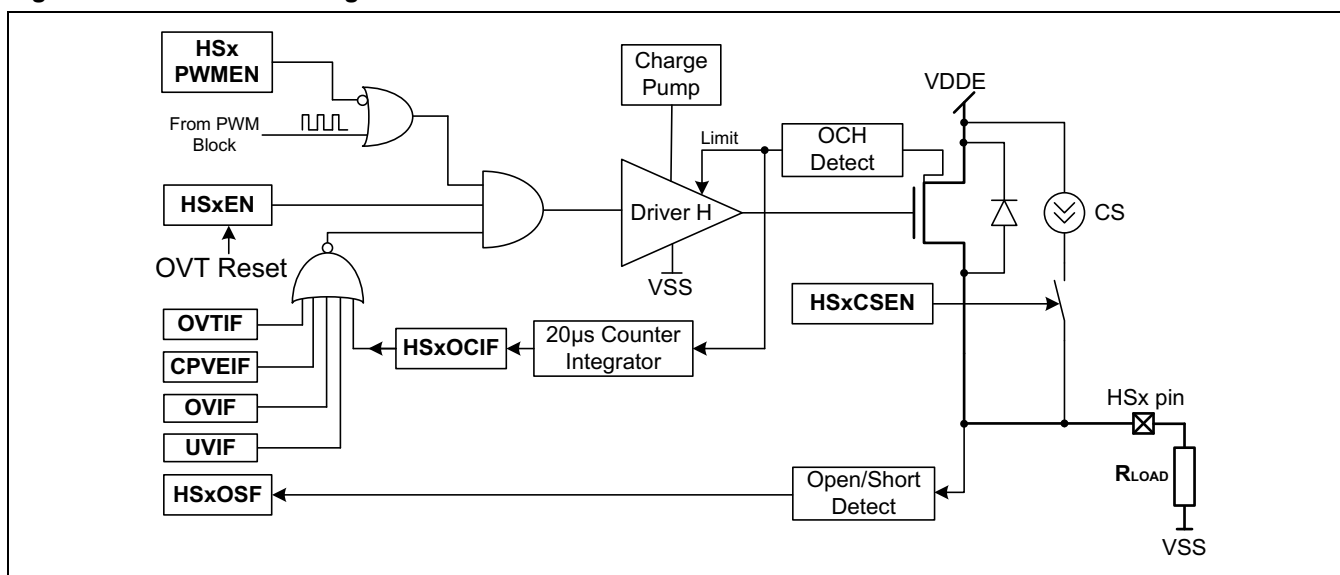 HSx
PWMEN
From PWM
Block
HSxEN
OVT Reset
OVTIF
CPVEIF
OVIF
UVIF
HSxOSF
HSxOCIF
20µs Counter
Integrator
Charge
Pump
Driver H
VSS
Limit
OCH
Detect
VDDE
CS
HSxCSEN
HSx pin
RLOAD
VSS
Open/Short
Detect